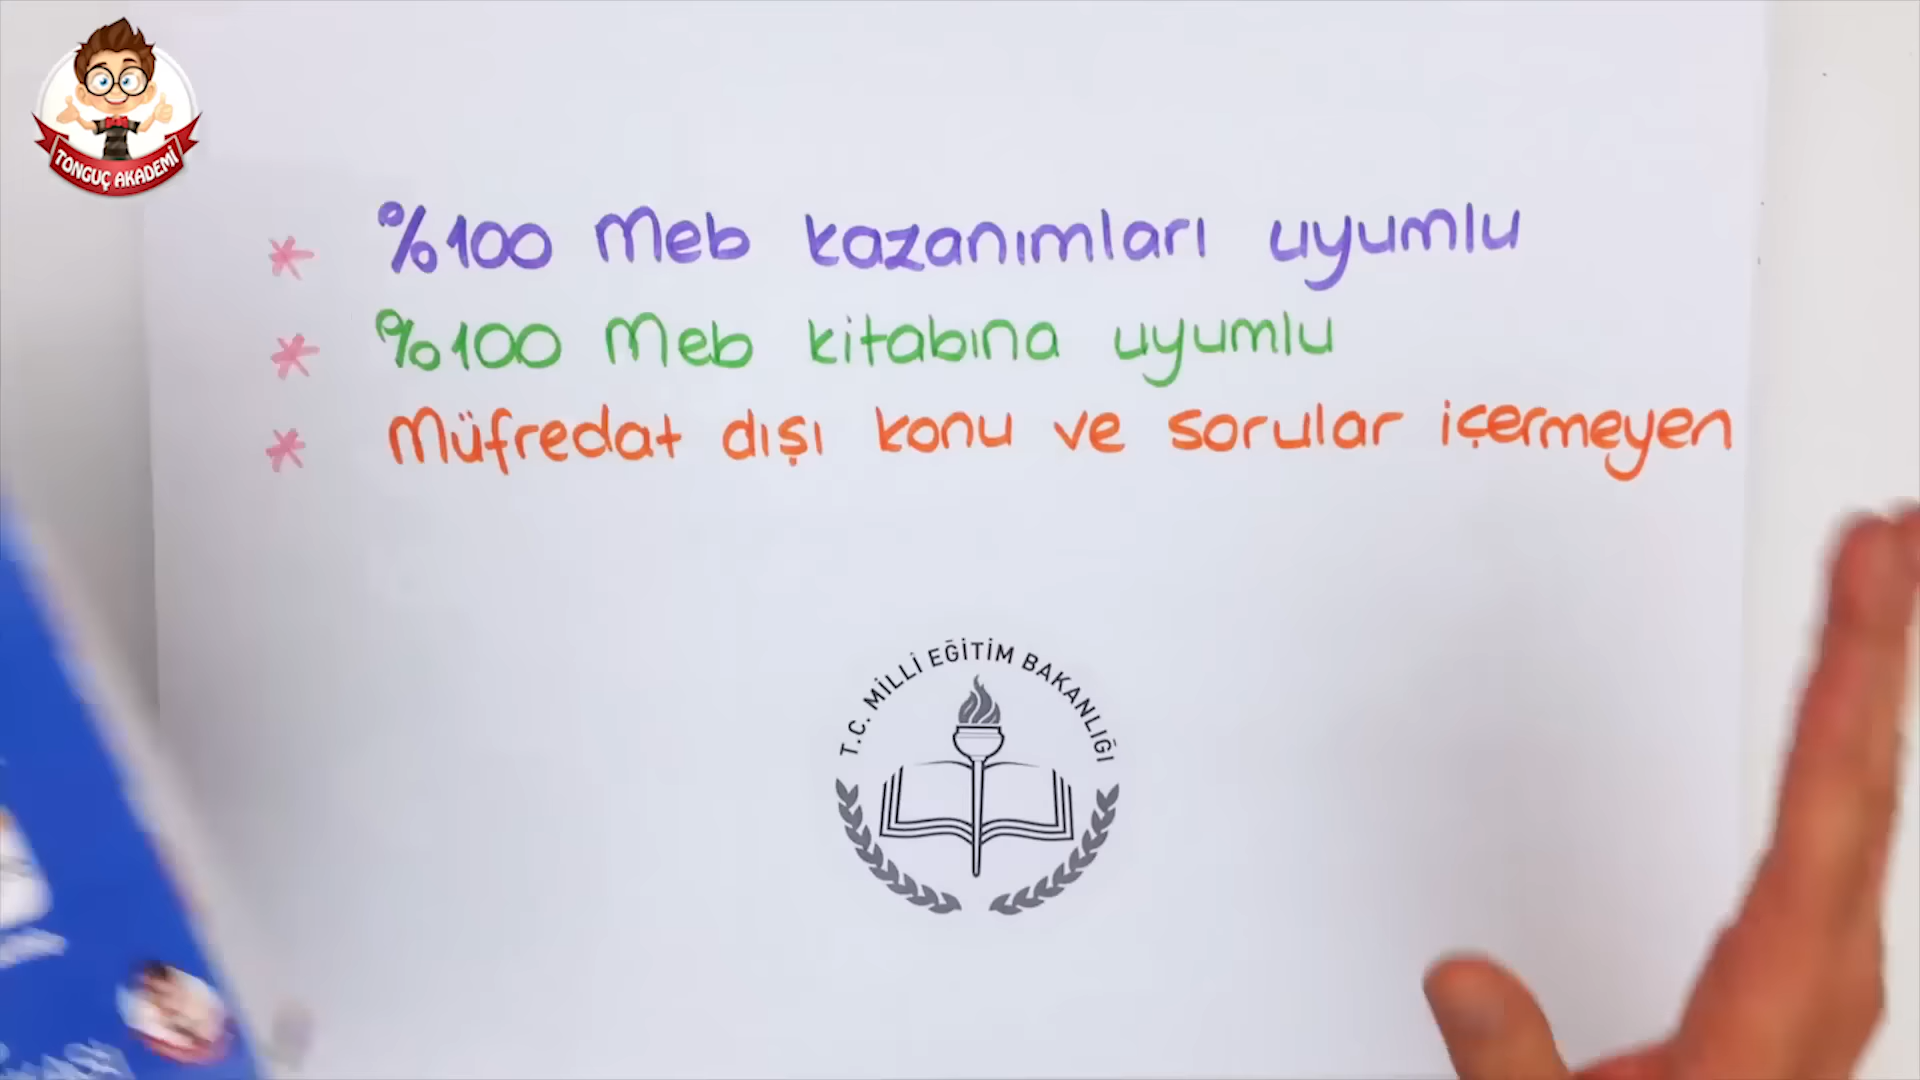 TONGUÇ AKADEMİ
%100 Meb kazanımları uyumlu
%100 Meb kitabına uyumlu
Müfredat dışı konu ve sorular içermeyen
T.C. MİLLÎ EĞİTİM BAKANLIĞI